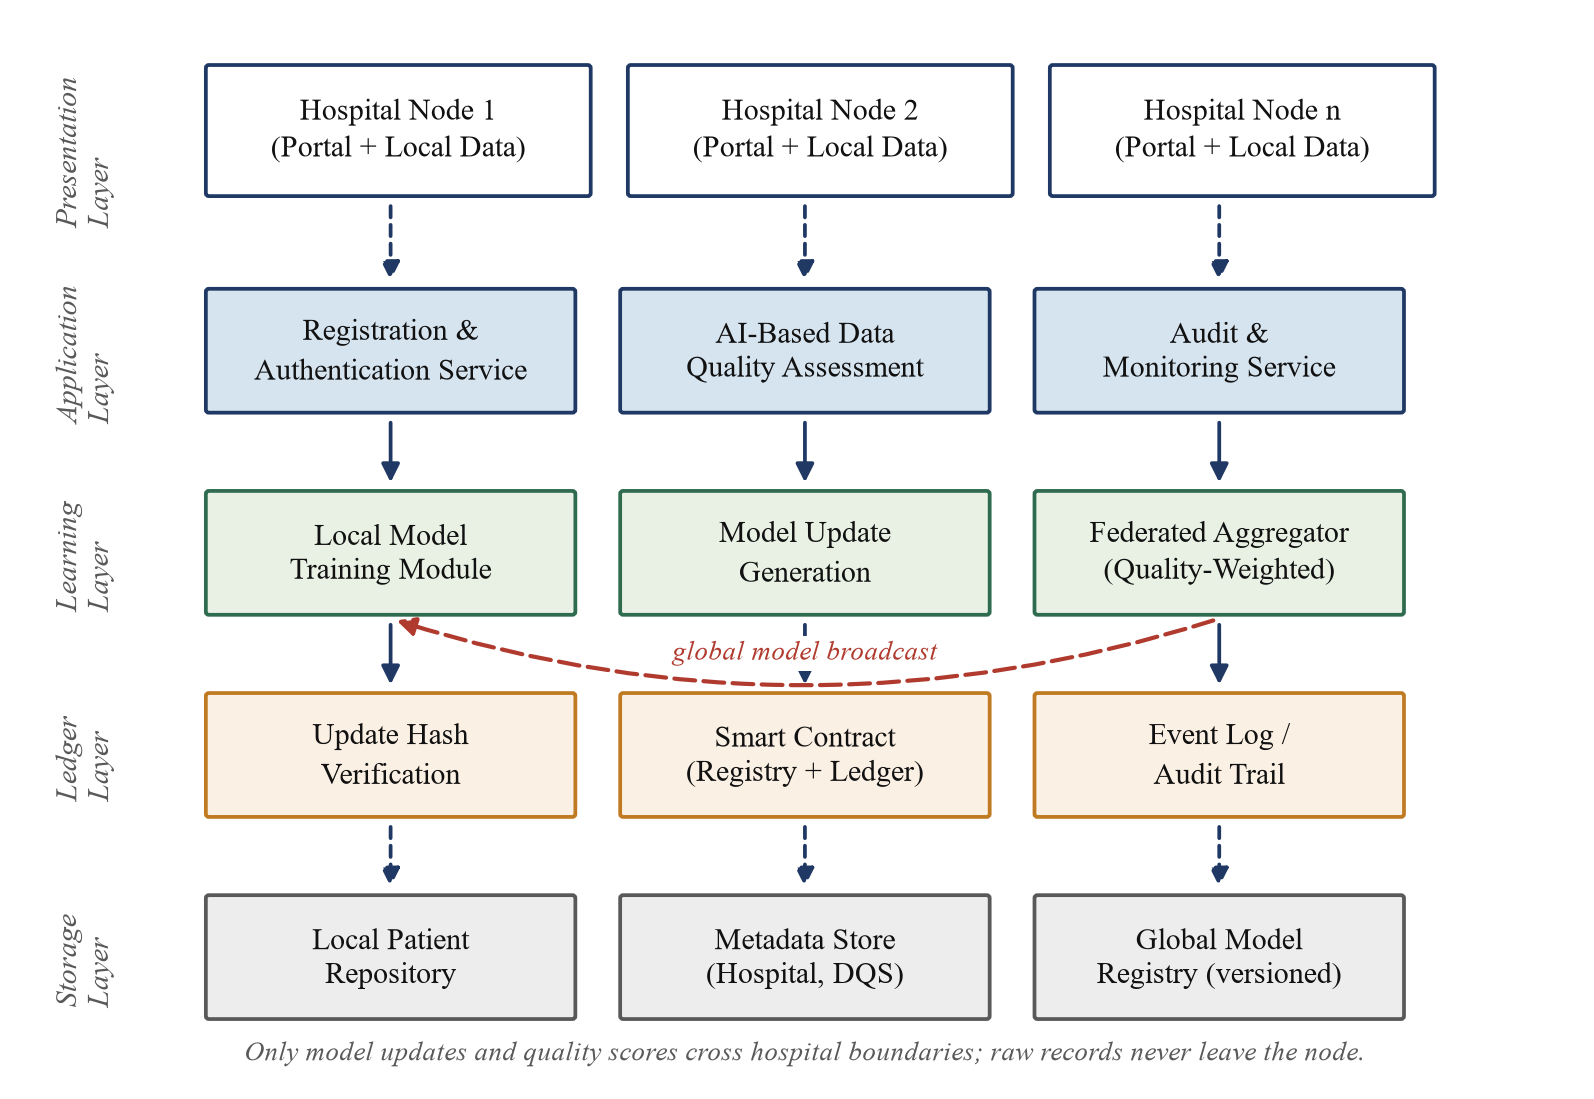 Presentation
Layer
Hospital Node 1
(Portal + Local Data)
Hospital Node 2
(Portal + Local Data)
Hospital Node n
(Portal + Local Data)
Application
Layer
Registration &
Authentication Service
AI-Based Data
Quality Assessment
Audit &
Monitoring Service
Learning
Layer
Local Model
Training Module
Model Update
Generation
Federated Aggregator
(Quality-Weighted)
global model broadcast
Ledger
Layer
Update Hash
Verification
Smart Contract
(Registry + Ledger)
Event Log /
Audit Trail
Storage
Layer
Local Patient
Repository
Metadata Store
(Hospital, DQS)
Global Model
Registry (versioned)
Only model updates and quality scores cross hospital boundaries; raw records never leave the node.